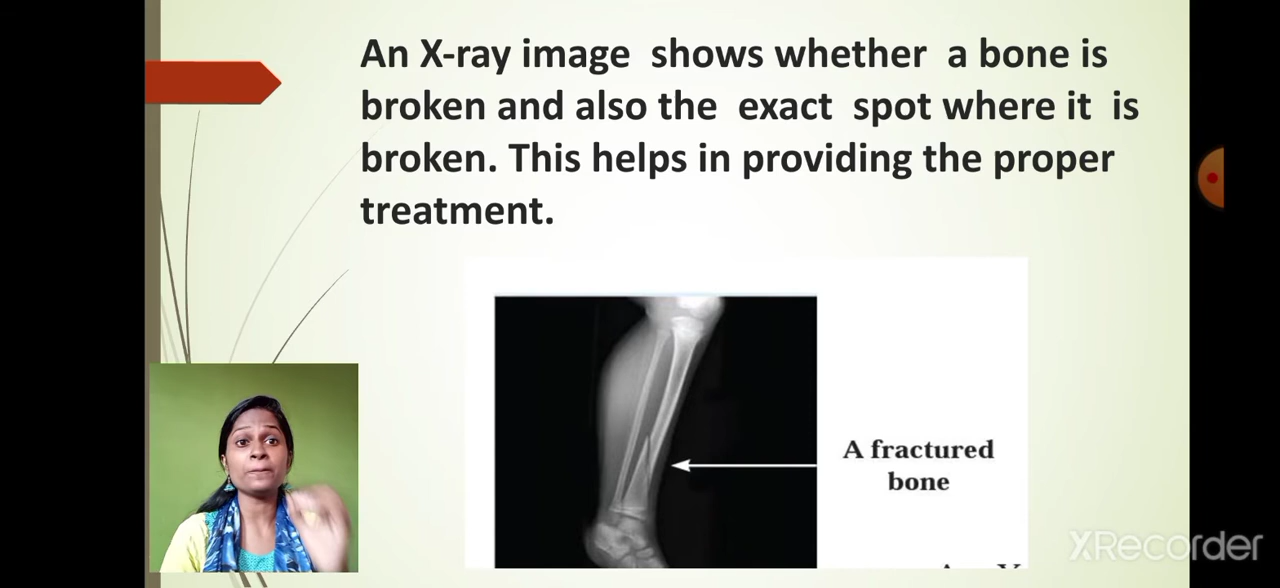 An X-ray image shows whether a bone is
broken and also the exact spot where it is
broken. This helps in providing the proper
treatment.
A fractured
bone
XRecorder